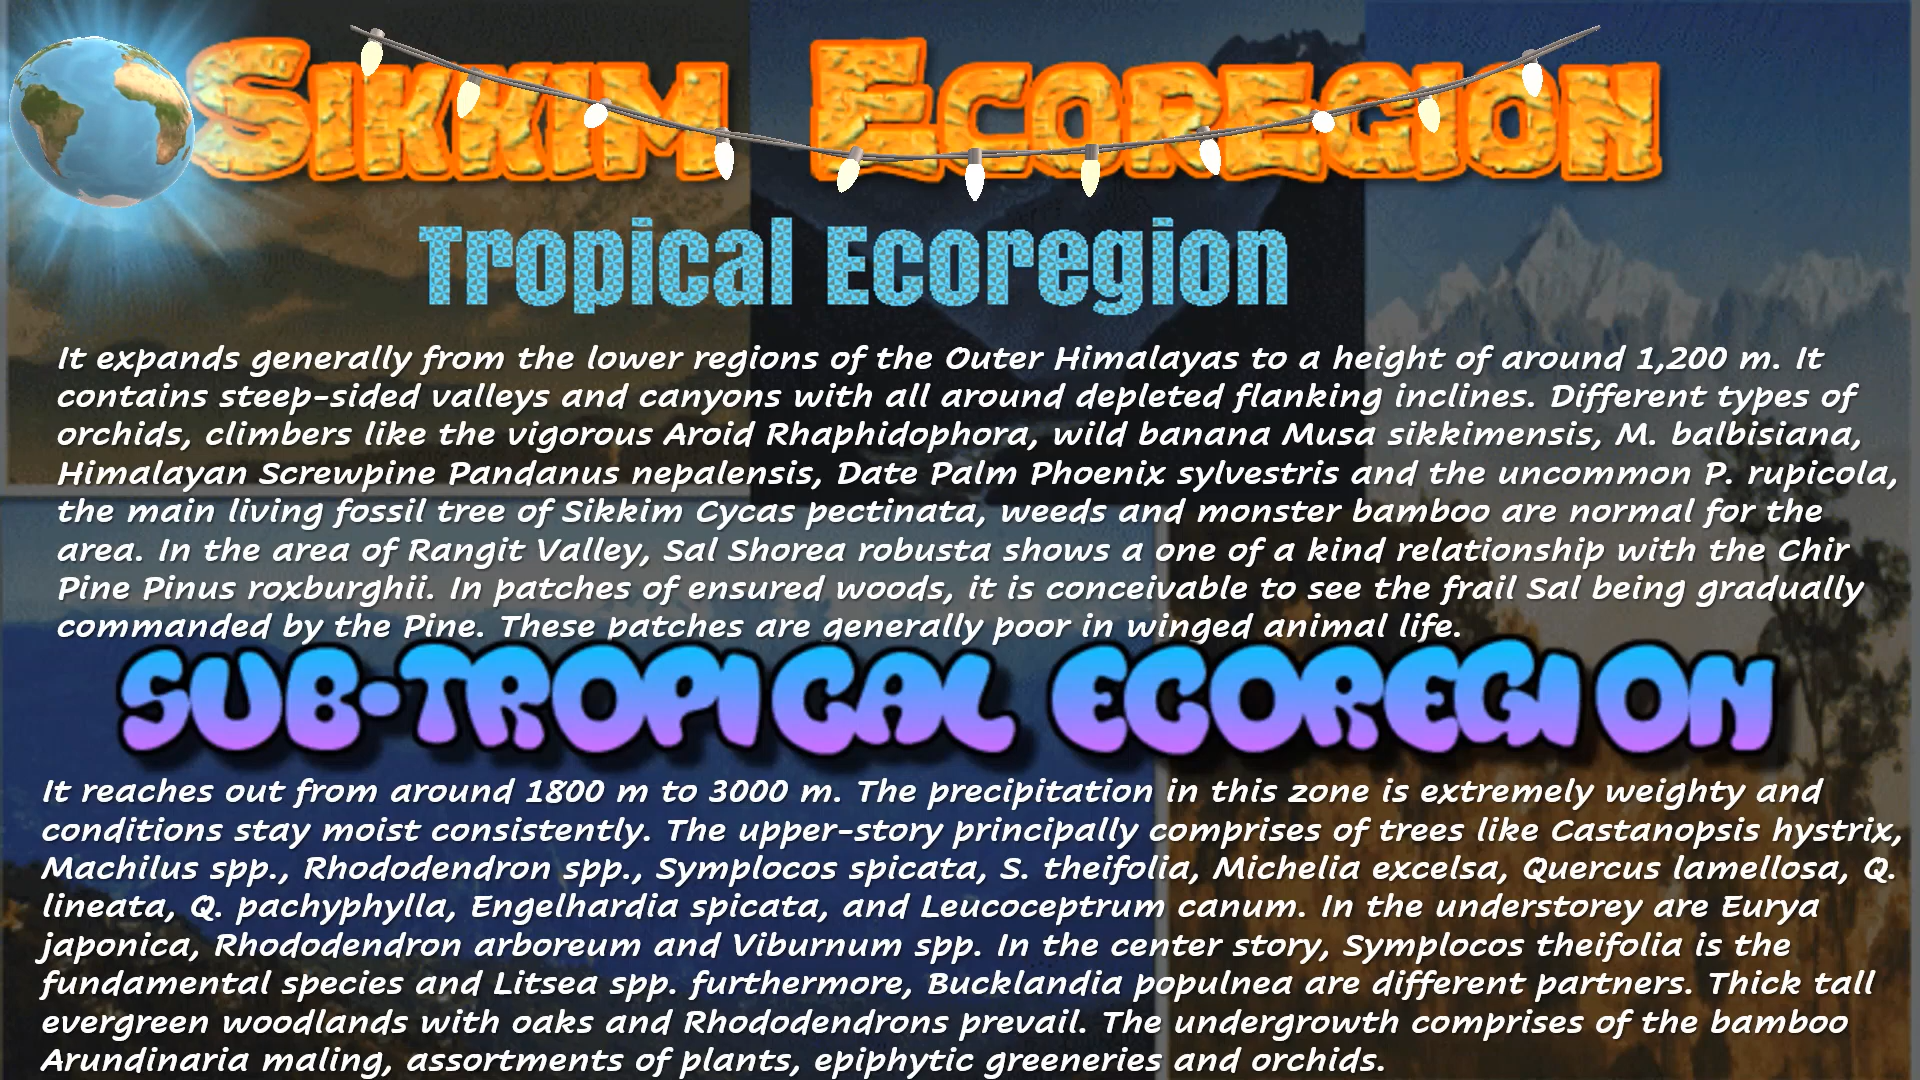 Sikkim Ecoregion
Tropical Ecoregion
It expands generally from the lower regions of the Outer Himalayas to a height of around 1,200 m. It
contains steep-sided valleys and canyons with all around depleted flanking inclines. Different types of
orchids, climbers like the vigorous Aroid Rhaphidophora, wild banana Musa sikkimensis, M. balbisiana,
Himalayan Screwpine Pandanus nepalensis, Date Palm Phoenix sylvestris and the uncommon P. rupicola,
the main living fossil tree of Sikkim Cycas pectinata, weeds and monster bamboo are normal for the
area. In the area of Rangit Valley, Sal Shorea robusta shows a one of a kind relationship with the Chir
Pine Pinus roxburghii. In patches of ensured woods, it is conceivable to see the frail Sal being gradually
commanded by the Pine. These patches are generally poor in winged animal life.
SUB-TROPICAL ECOREGION
It reaches out from around 1800 m to 3000 m. The precipitation in this zone is extremely weighty and
conditions stay moist consistently. The upper-story principally comprises of trees like Castanopsis hystrix,
Machilus spp., Rhododendron spp., Symplocos spicata, S. theifolia, Michelia excelsa, Quercus lamellosa, Q.
lineata, Q. pachyphylla, Engelhardia spicata, and Leucoceptrum canum. In the understorey are Eurya
japonica, Rhododendron arboreum and Viburnum spp. In the center story, Symplocos theifolia is the
fundamental species and Litsea spp. furthermore, Bucklandia populnea are different partners. Thick tall
evergreen woodlands with oaks and Rhododendrons prevail. The undergrowth comprises of the bamboo
Arundinaria maling, assortments of plants, epiphytic greeneries and orchids.